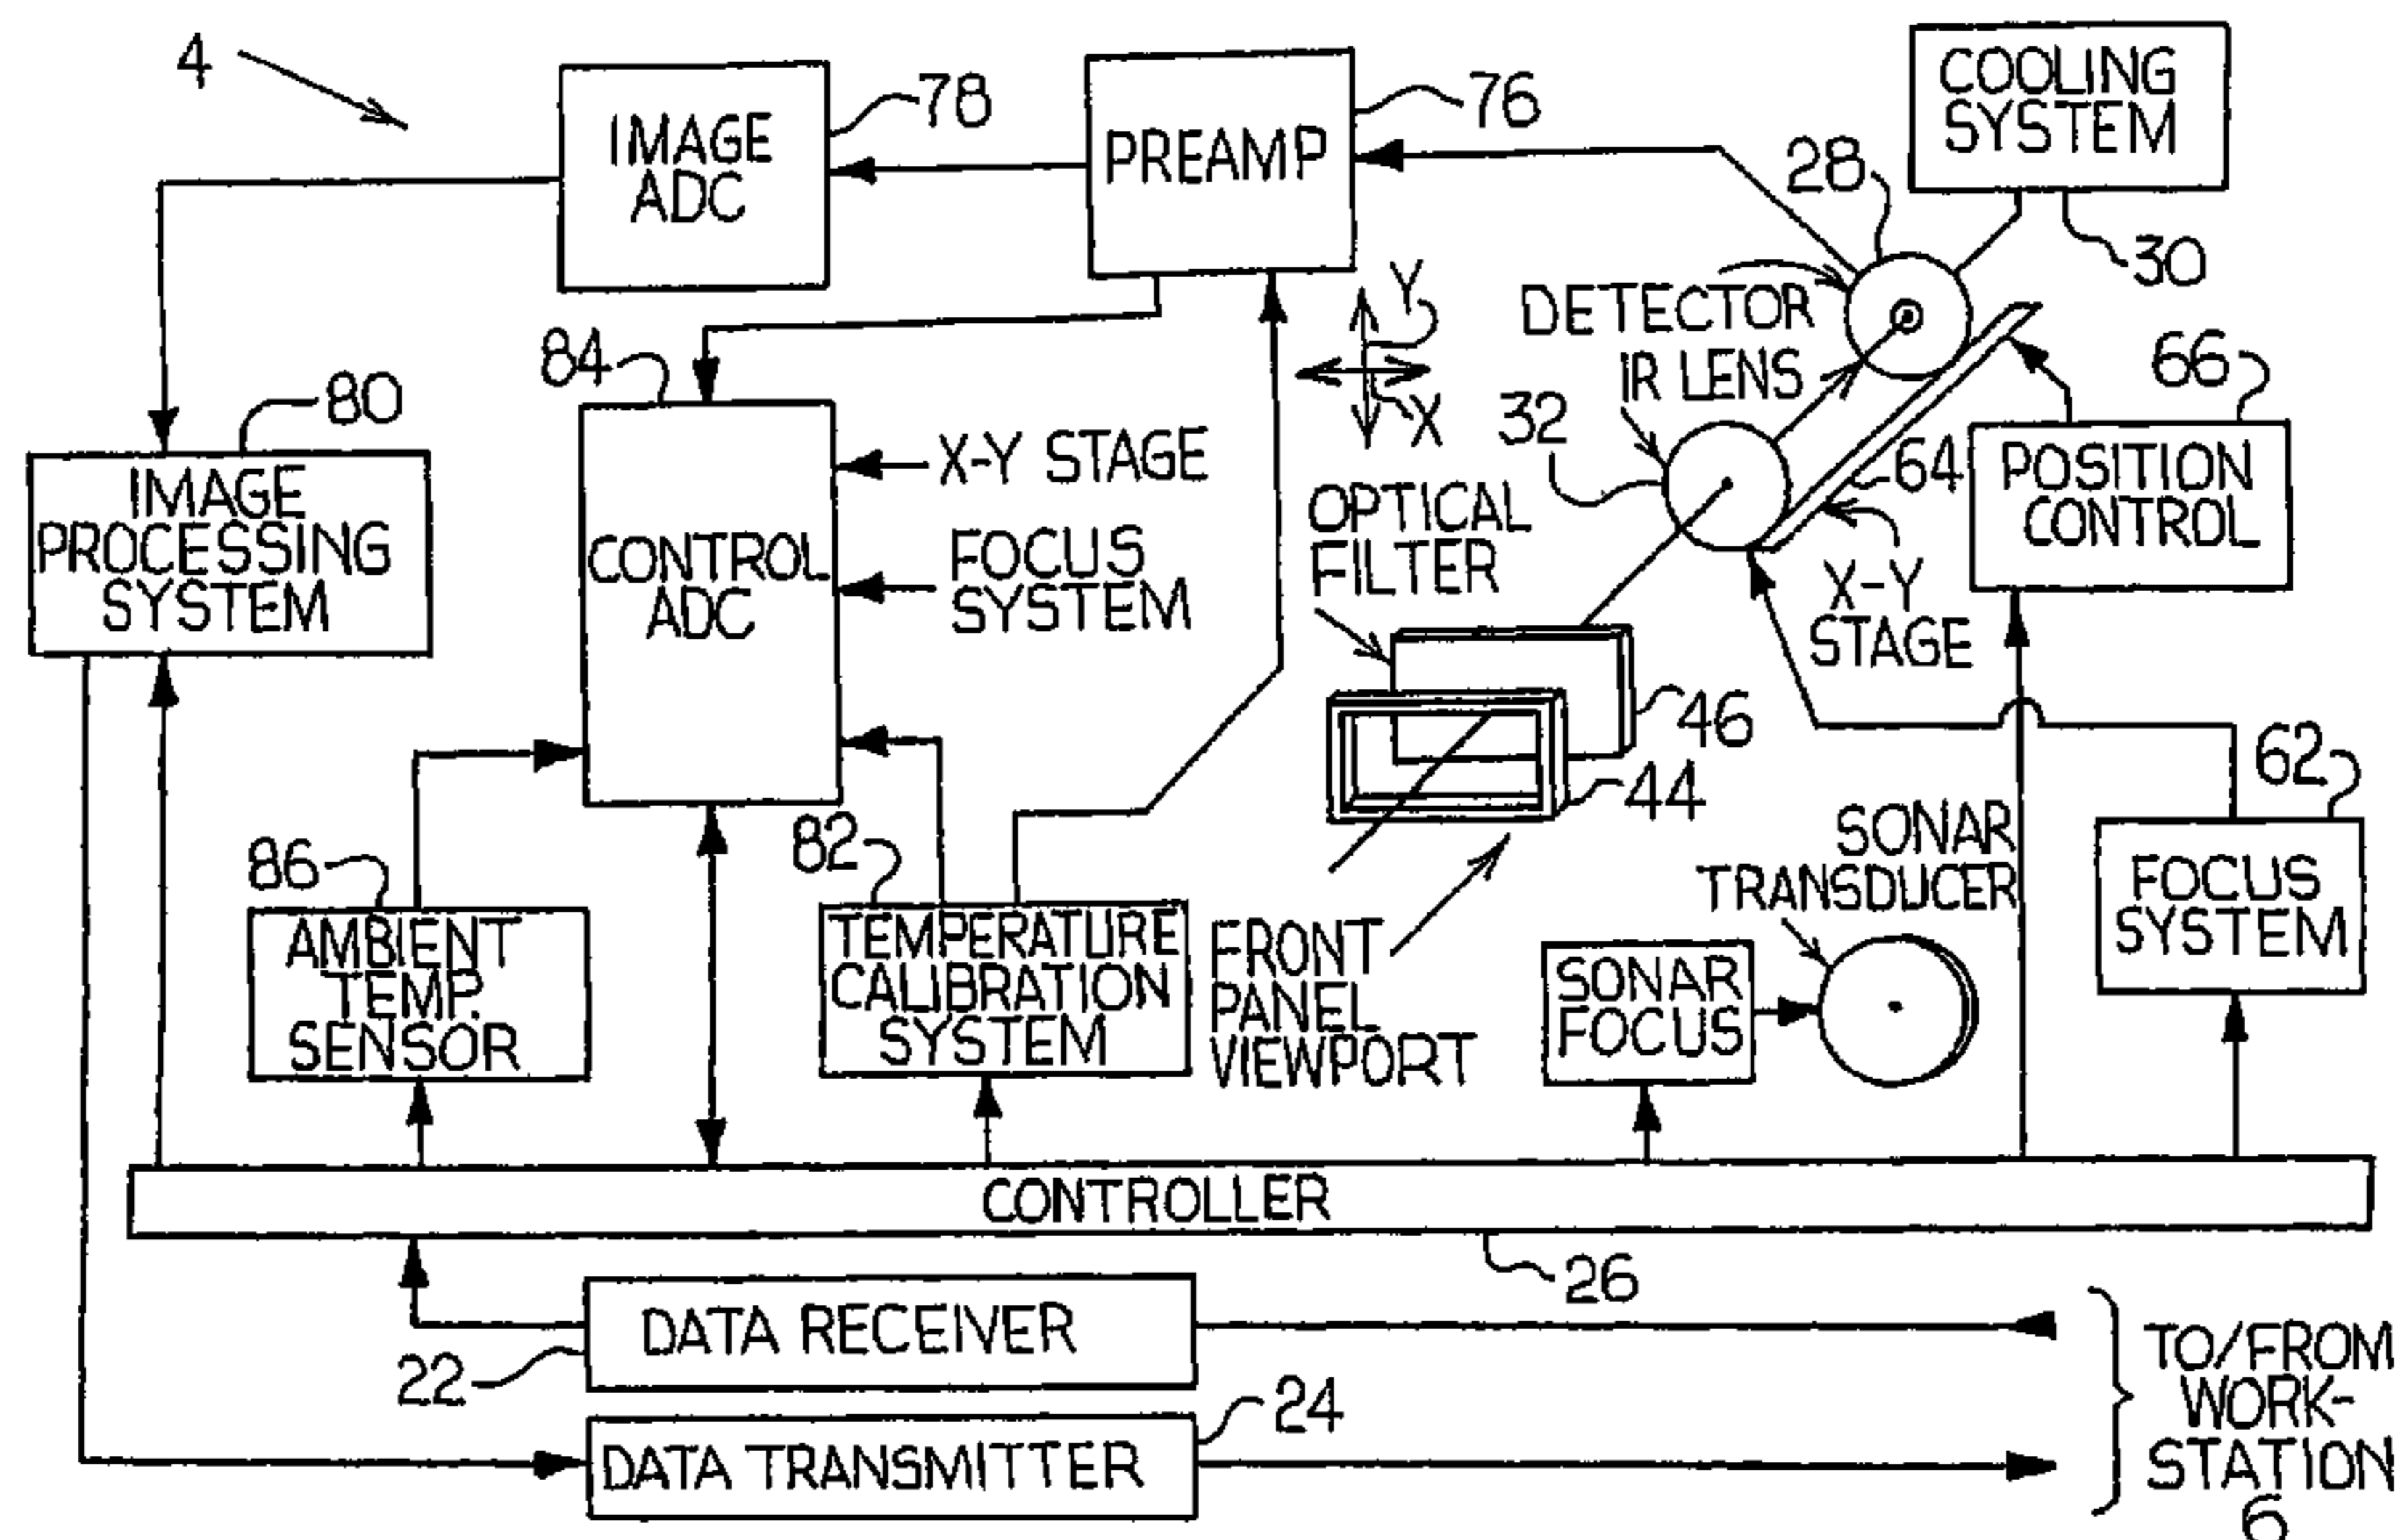 4
IMAGE
ADC
78
PREAMP
76
COOLING
SYSTEM
30
28
DETECTOR
IR LENS
32
Y
X
84
80
IMAGE
PROCESSING
SYSTEM
CONTROL
ADC
X-Y STAGE
FOCUS
SYSTEM
OPTICAL
FILTER
64
X-Y
STAGE
66
POSITION
CONTROL
46
44
62
FOCUS
SYSTEM
SONAR
TRANSDUCER
SONAR
FOCUS
FRONT
PANEL
VIEWPORT
86
AMBIENT
TEMP.
SENSOR
82
TEMPERATURE
CALIBRATION
SYSTEM
CONTROLLER
26
DATA RECEIVER
22
24
DATA TRANSMITTER
TO/FROM
WORK-
STATION
6